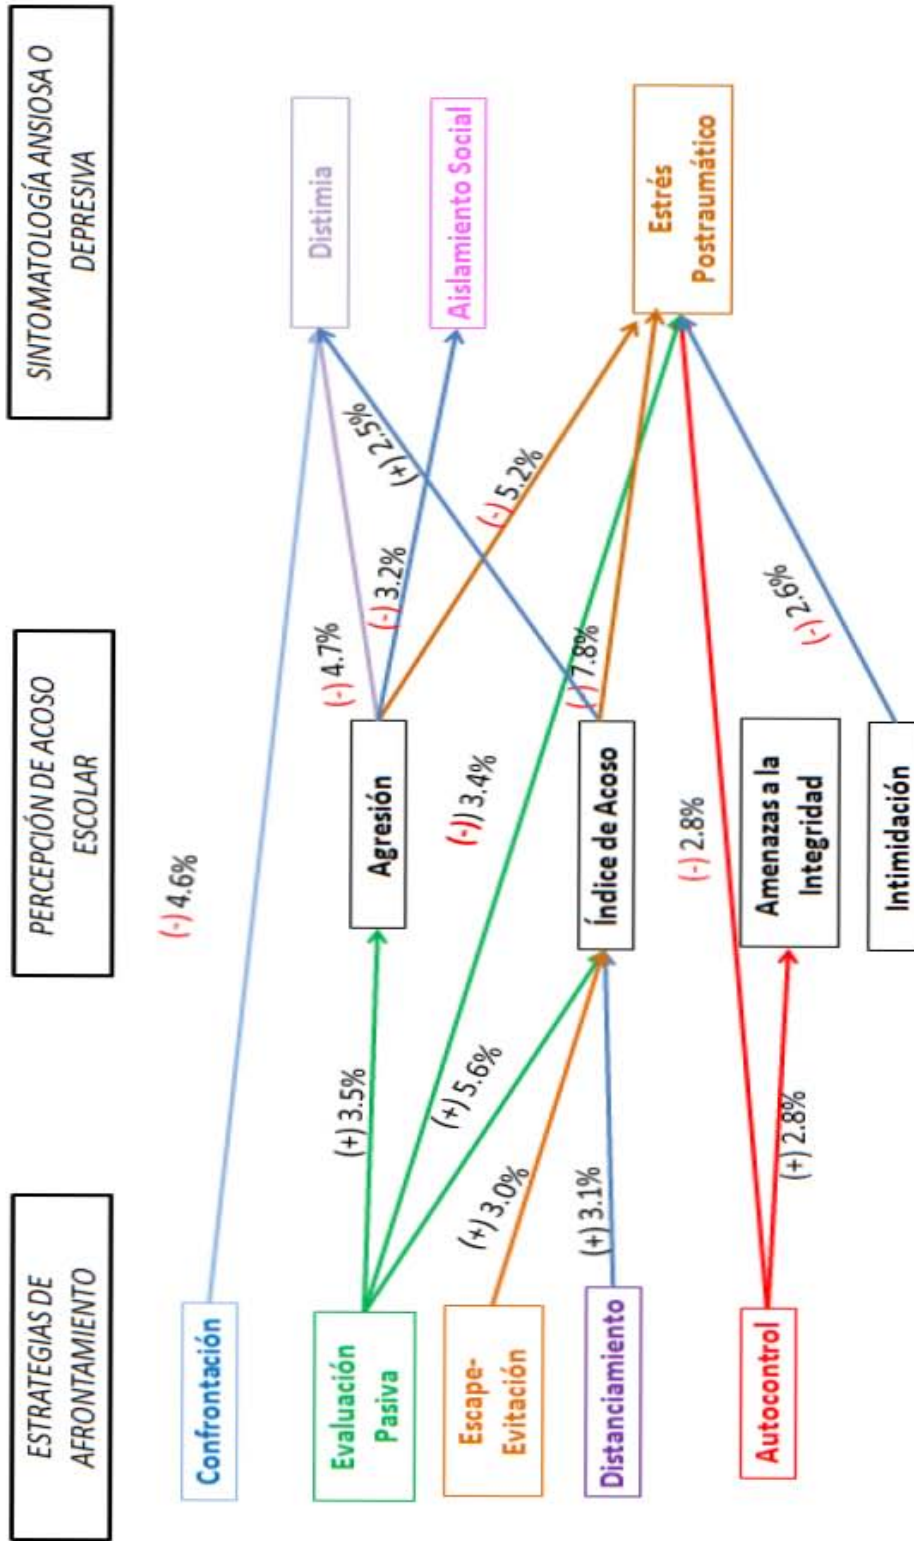 ESTRATEGIAS DE
AFRONTAMIENTO
PERCEPCIÓN DE ACOSO
ESCOLAR
SINTOMATOLOGÍA ANSIOSA O
DEPRESIVA
Confrontación
(-) 4.6%
Distimia
Evaluación
Pasiva
(+) 3.5%
Agresión
(-) 4.7%
(-) 3.2%
(+) 2.5%
Aislamiento Social
Escape-
Evitación
(+) 3.0%
(+) 5.6%
(-)) 3.4%
(-) 5.2%
Distanciamiento
(+) 3.1%
Índice de Acoso
(-) 7.8%
Estrés
Postraumático
Autocontrol
(+) 2.8%
(-) 2.8%
Amenazas a la
Integridad
(-) 2.6%
Intimidación